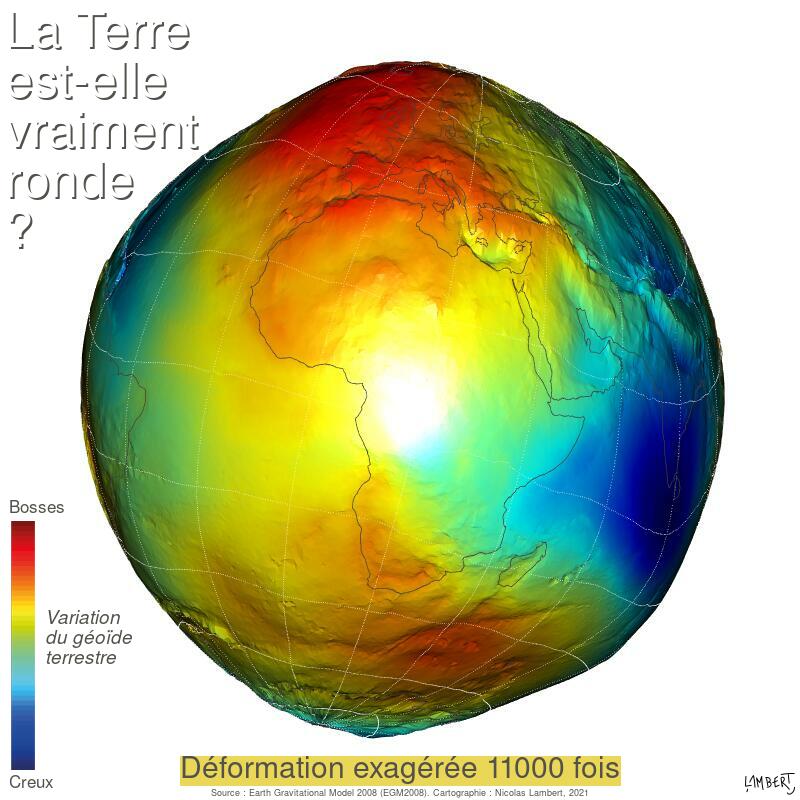 La Terre
est-elle
vraiment
ronde
?
Bosses
Variation
du géoïde
terrestre
Creux
Déformation exagérée 11000 fois
Source : Earth Gravitational Model 2008 (EGM2008). Cartographie : Nicolas Lambert, 2021
LAMBERT